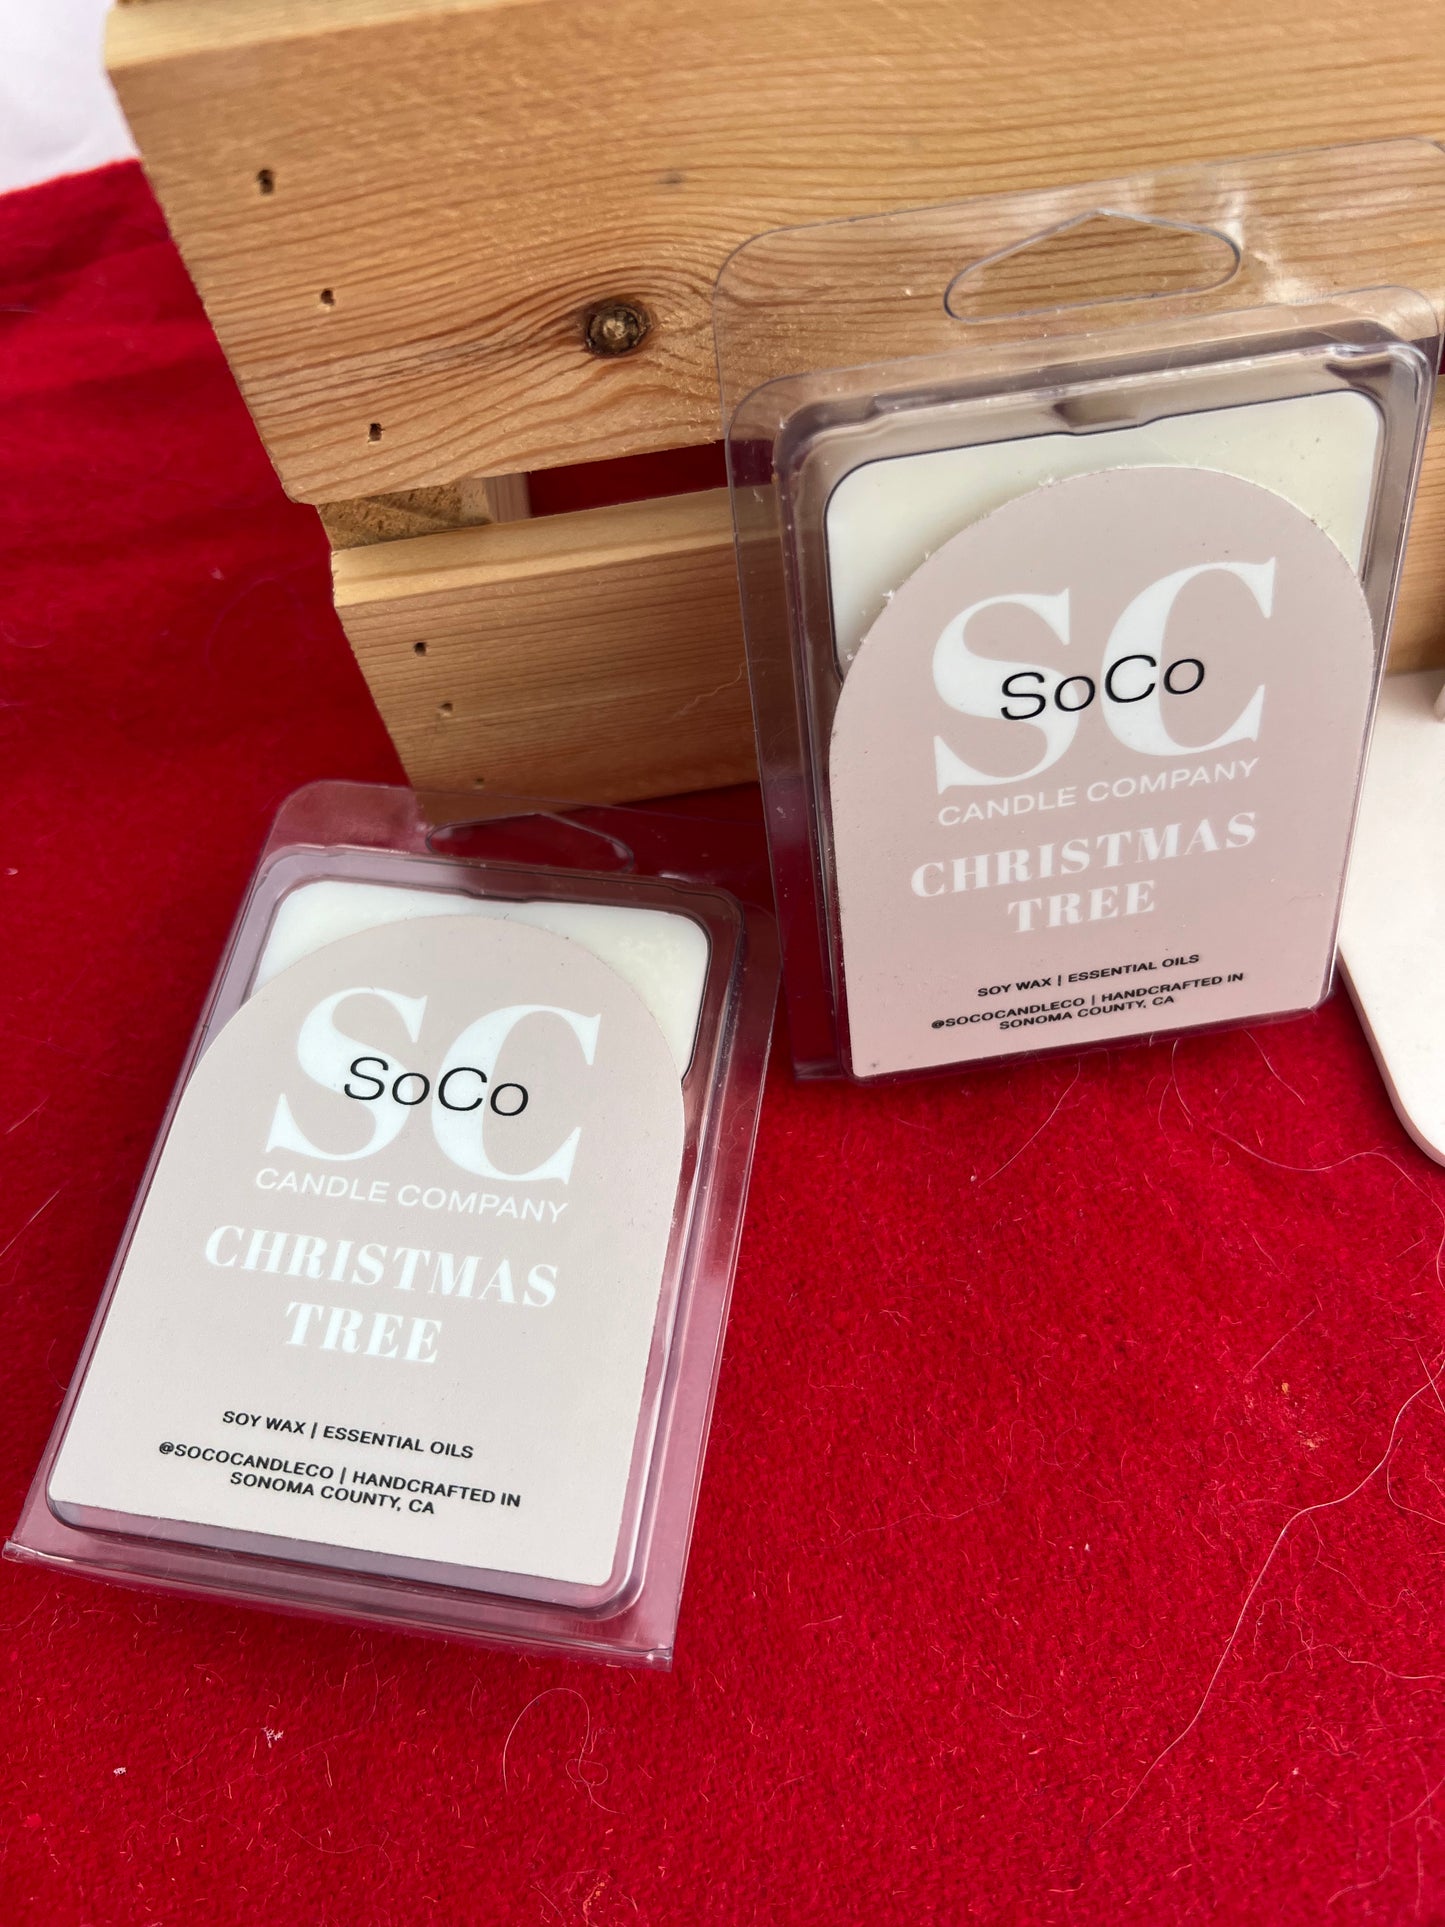 SC
SoCo
CANDLE COMPANY
CHRISTMAS
TREE
SOY WAX | ESSENTIAL OILS
@SOCOCANDLECO | HANDCRAFTED IN
SONOMA COUNTY, CA
SC
SoCo
CANDLE COMPANY
CHRISTMAS
TREE
SOY WAX | ESSENTIAL OILS
@SOCOCANDLECO | HANDCRAFTED IN
SONOMA COUNTY, CA